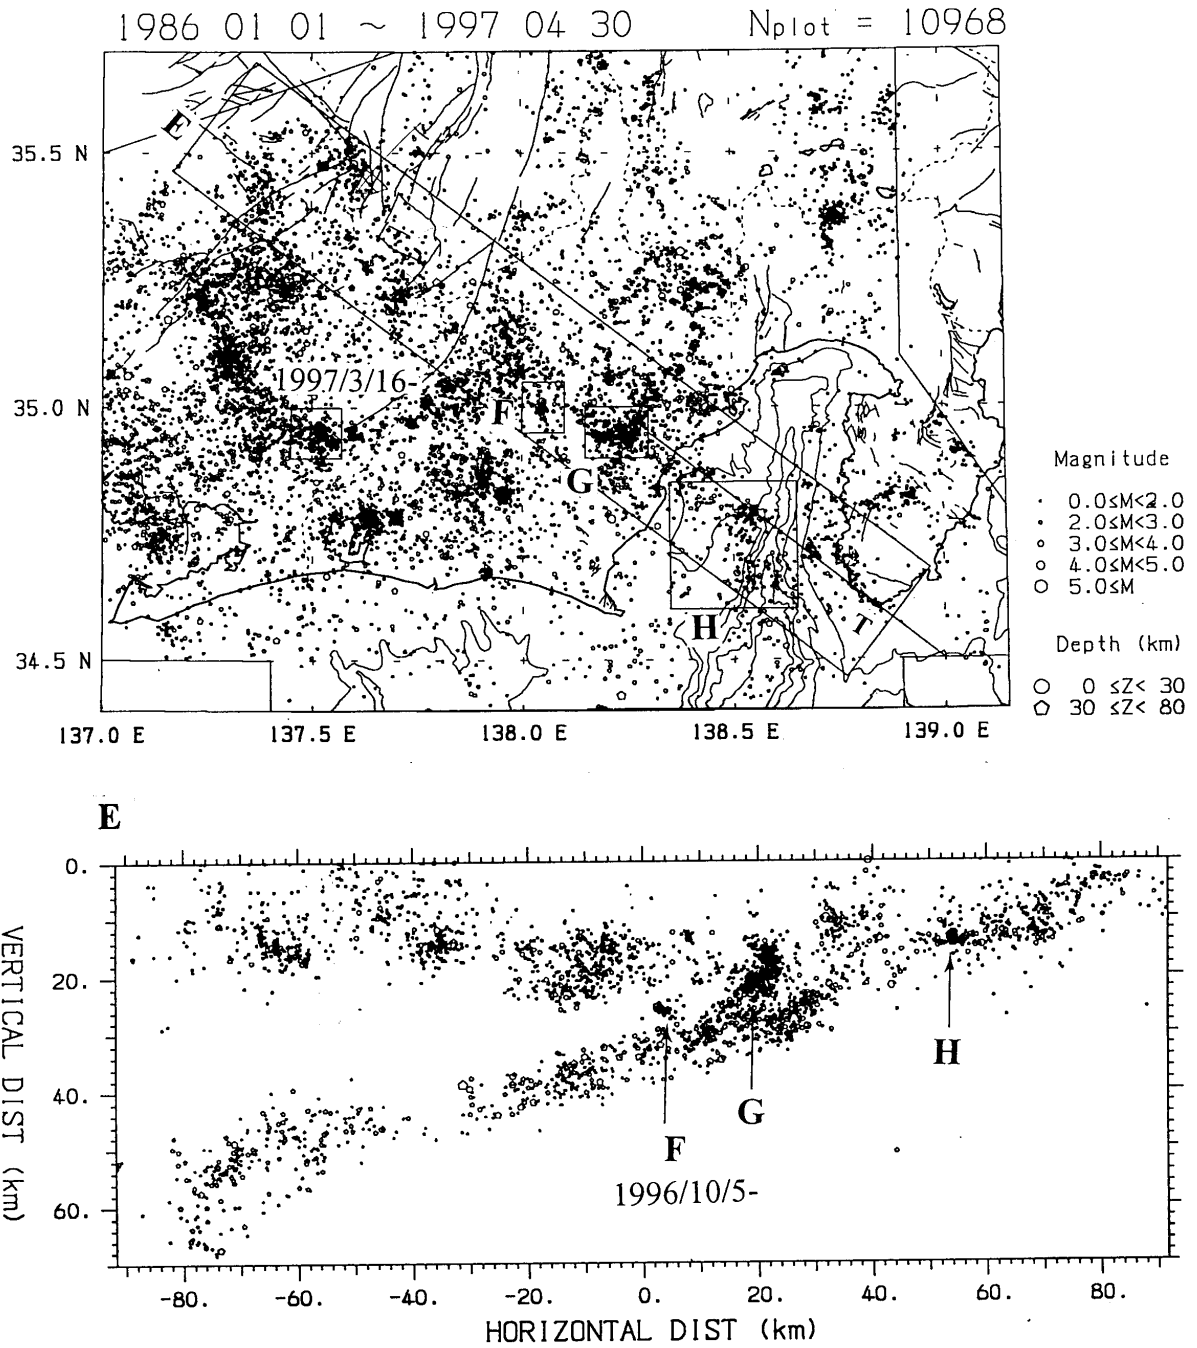 1986 01 01 ~ 1997 04 30 Nplot = 10968
E
35.5 N
1997/3/16-
35.0 N
F
G
Magnitude
0.0≤M<2.0
2.0≤M<3.0
3.0≤M<4.0
4.0≤M<5.0
5.0≤M
H
T
34.5 N
Depth (km)
0 ≤Z< 30
30 ≤Z< 80
137.0 E 137.5 E 138.0 E 138.5 E 139.0 E
E
0.
20.
40.
60.
VERTICAL DIST (km)
H
G
F
1996/10/5-
-80. -60. -40. -20. 0. 20. 40. 60. 80.
HORIZONTAL DIST (km)